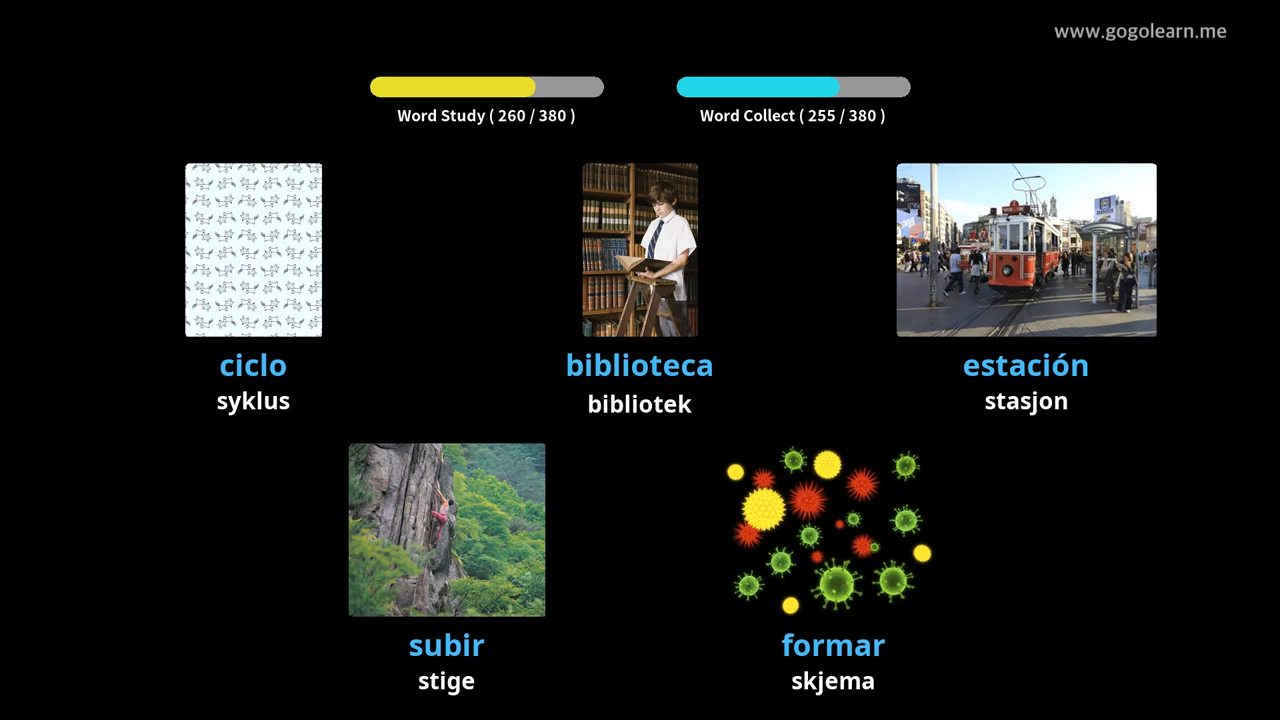 www.gogolearn.me
Word Study ( 260 / 380 )
Word Collect ( 255 / 380 )
ciclo
syklus
biblioteca
bibliotek
estación
stasjon
subir
stige
formar
skjema